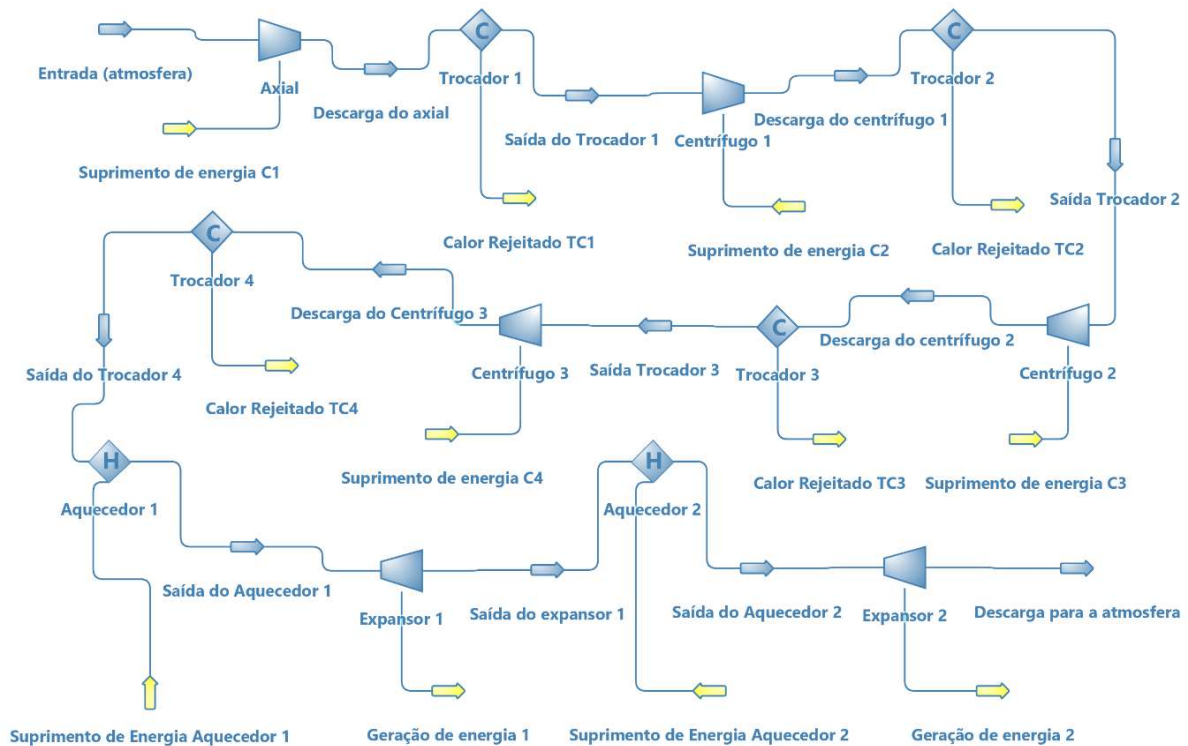 C
C
Entrada (atmosfera)
Axial
Trocador 1
Trocador 2
Descarga do axial
Descarga do centrífugo 1
Saída do Trocador 1
Centrífugo 1
Suprimento de energia C1
Saída Trocador 2
C
Calor Rejeitado TC1
Suprimento de energia C2
Calor Rejeitado TC2
Trocador 4
Descarga do Centrífugo 3
C
Descarga do centrífugo 2
Saída do Trocador 4
Centrífugo 3
Saída Trocador 3
Trocador 3
Centrífugo 2
Calor Rejeitado TC4
H
H
Suprimento de energia C4
Calor Rejeitado TC3
Suprimento de energia C3
Aquecedor 1
Aquecedor 2
Saída do Aquecedor 1
Expansor 1
Saída do expansor 1
Saída do Aquecedor 2
Expansor 2
Descarga para a atmosfera
Suprimento de Energia Aquecedor 1
Geração de energia 1
Suprimento de Energia Aquecedor 2
Geração de energia 2